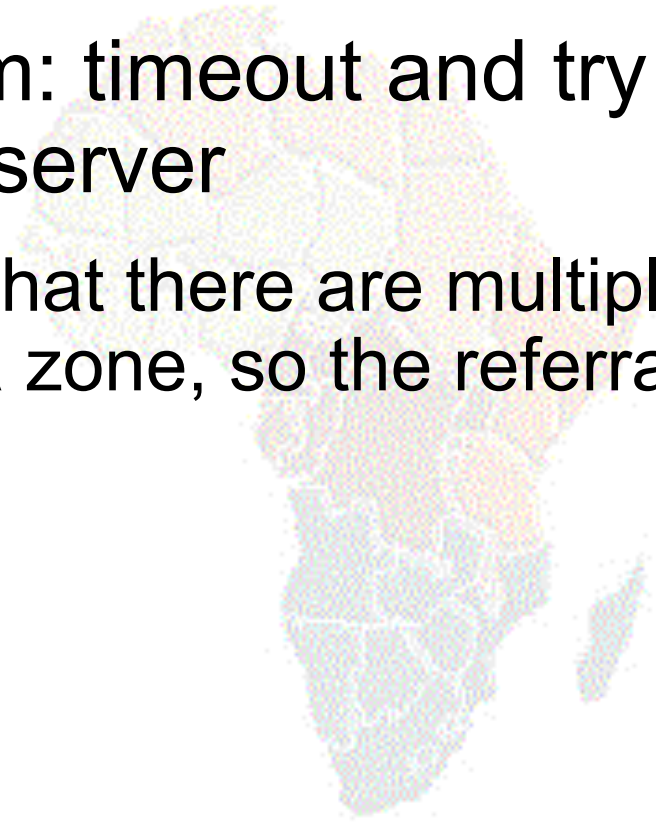 m: timeout and try
server
hat there are multipl
zone, so the referra